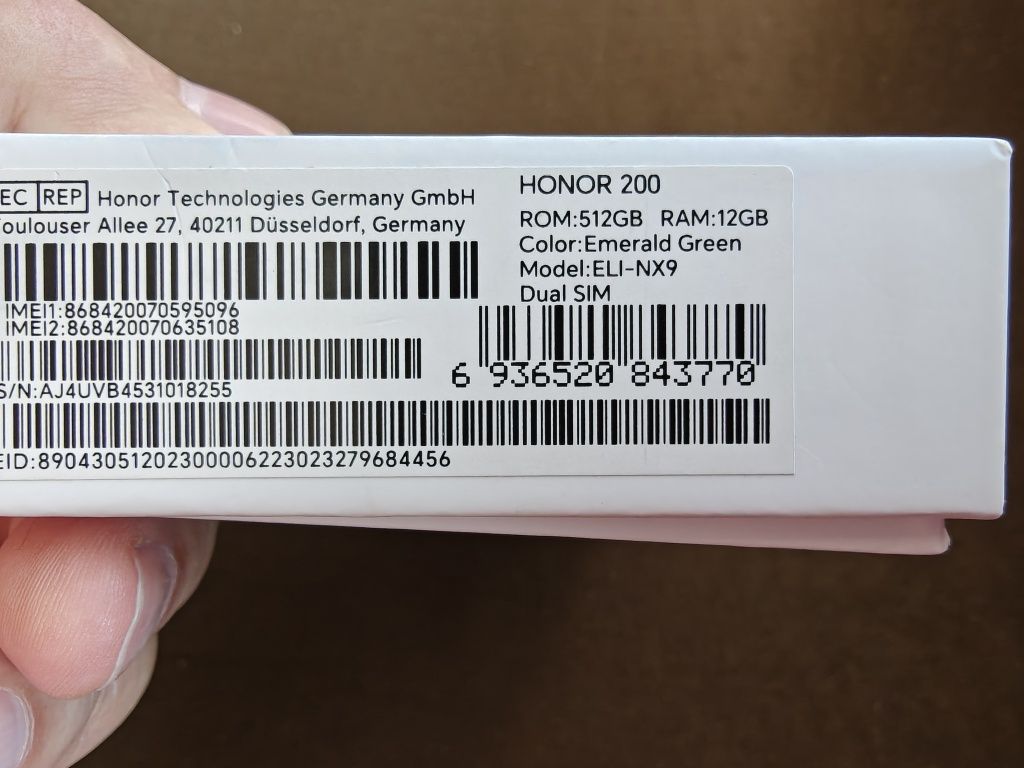 EC REP Honor Technologies Germany GmbH
Toulouser Allee 27, 40211 Düsseldorf, Germany
IMEI1:868420070595096
IMEI2:868420070635108
S/N:AJ4UVB4531018255
EID:89043051202300006223023279684456
HONOR 200
ROM:512GB RAM:12GB
Color:Emerald Green
Model:ELI-NX9
Dual SIM
6 936520 843770